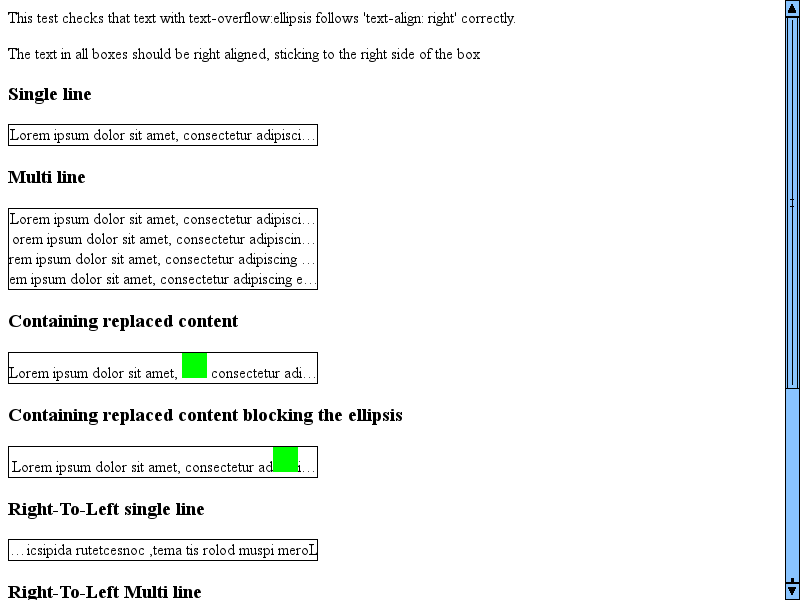 This test checks that text with text-overflow:ellipsis follows 'text-align: right' correctly.
The text in all boxes should be right aligned, sticking to the right side of the box
Single line
Lorem ipsum dolor sit amet, consectetur adipisci…
Multi line
Lorem ipsum dolor sit amet, consectetur adipisci…
orem ipsum dolor sit amet, consectetur adipiscin…
rem ipsum dolor sit amet, consectetur adipiscing …
em ipsum dolor sit amet, consectetur adipiscing e…
Containing replaced content
Lorem ipsum dolor sit amet, consectetur adi…
Containing replaced content blocking the ellipsis
Lorem ipsum dolor sit amet, consectetur ad i…
Right-To-Left single line
…icsipida rutetcesnoc ,tema tis rolod muspi meroL
Right-To-Left Multi line